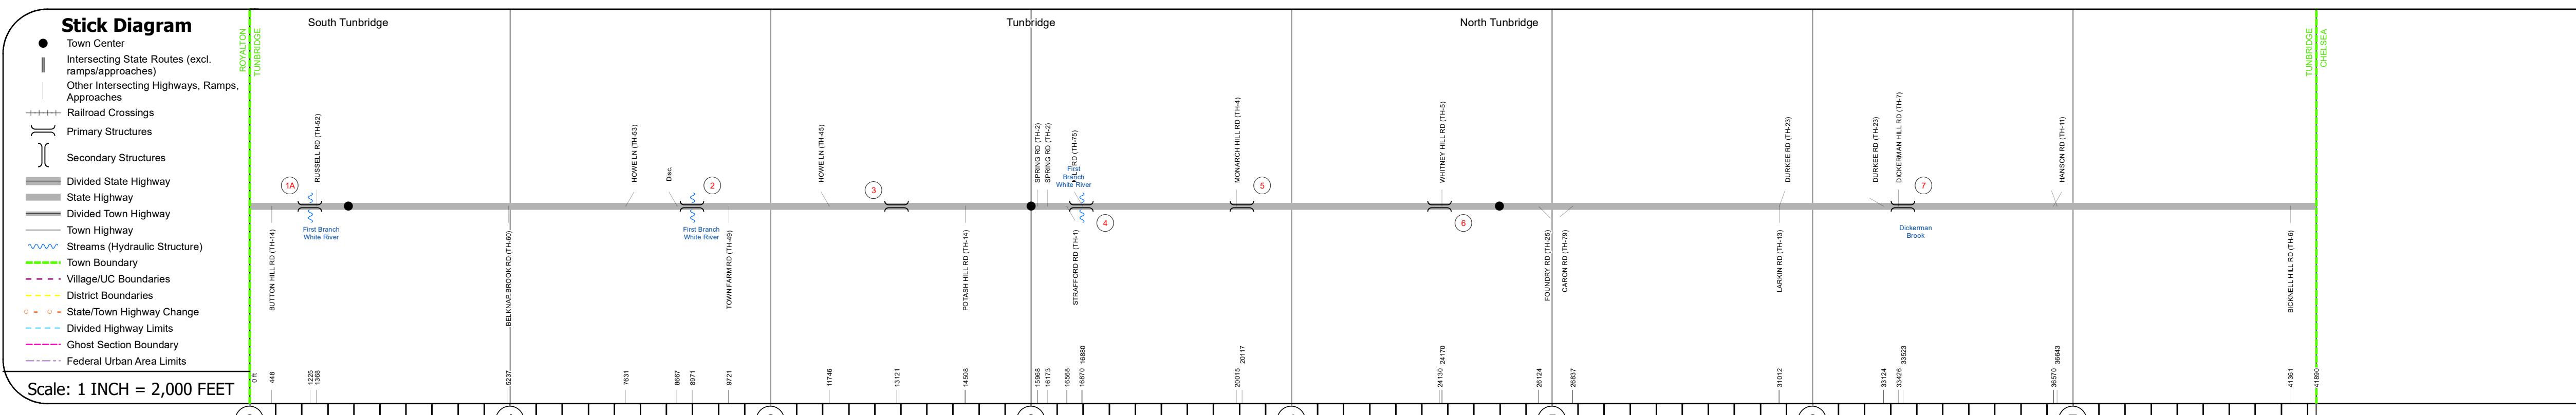 Stick Diagram
Town Center
Intersecting State Routes (excl.
ramps/approaches)
Other Intersecting Highways, Ramps,
Approaches
Railroad Crossings
Primary Structures
Secondary Structures
Divided State Highway
State Highway
Divided Town Highway
Town Highway
Streams (Hydraulic Structure)
Town Boundary
Village/UC Boundaries
District Boundaries
State/Town Highway Change
Divided Highway Limits
Ghost Section Boundary
Federal Urban Area Limits
Scale: 1 INCH = 2,000 FEET
ROYALTON
TUNBRIDGE
South Tunbridge
Tunbridge
North Tunbridge
TUNBRIDGE
CHELSEA
RUSSELL RD (TH-52)
HOWE LN (TH-53)
Disc.
HOWE LN (TH-45)
SPRING RD (TH-2)
SPRING RD (TH-2)
RD (TH-75)
MONARCH HILL RD (TH-4)
WHITNEY HILL RD (TH-5)
DURKEE RD (TH-23)
DURKEE RD (TH-23)
DICKERMAN HILL RD (TH-7)
HANSON RD (TH-11)
First
Branch
White River
1A
2
3
4
5
6
7
First Branch
White River
First Branch
White River
Dickerman
Brook
BUTTON HILL RD (TH-14)
BELKNAP BROOK RD (TH-60)
TOWN FARM RD (TH-49)
POTASH HILL RD (TH-14)
STRAFFORD RD (TH-1)
FOUNDRY RD (TH-25)
CARON RD (TH-79)
LARKIN RD (TH-13)
BICKNELL HILL RD (TH-6)
0 ft
448
1225
1368
5237
7631
8667
8971
9721
11746
13121
14508
15968
16173
16568
16870
16880
20015
20117
24130
24170
26124
26837
31012
33124
33426
33523
36570
36643
41361
41890